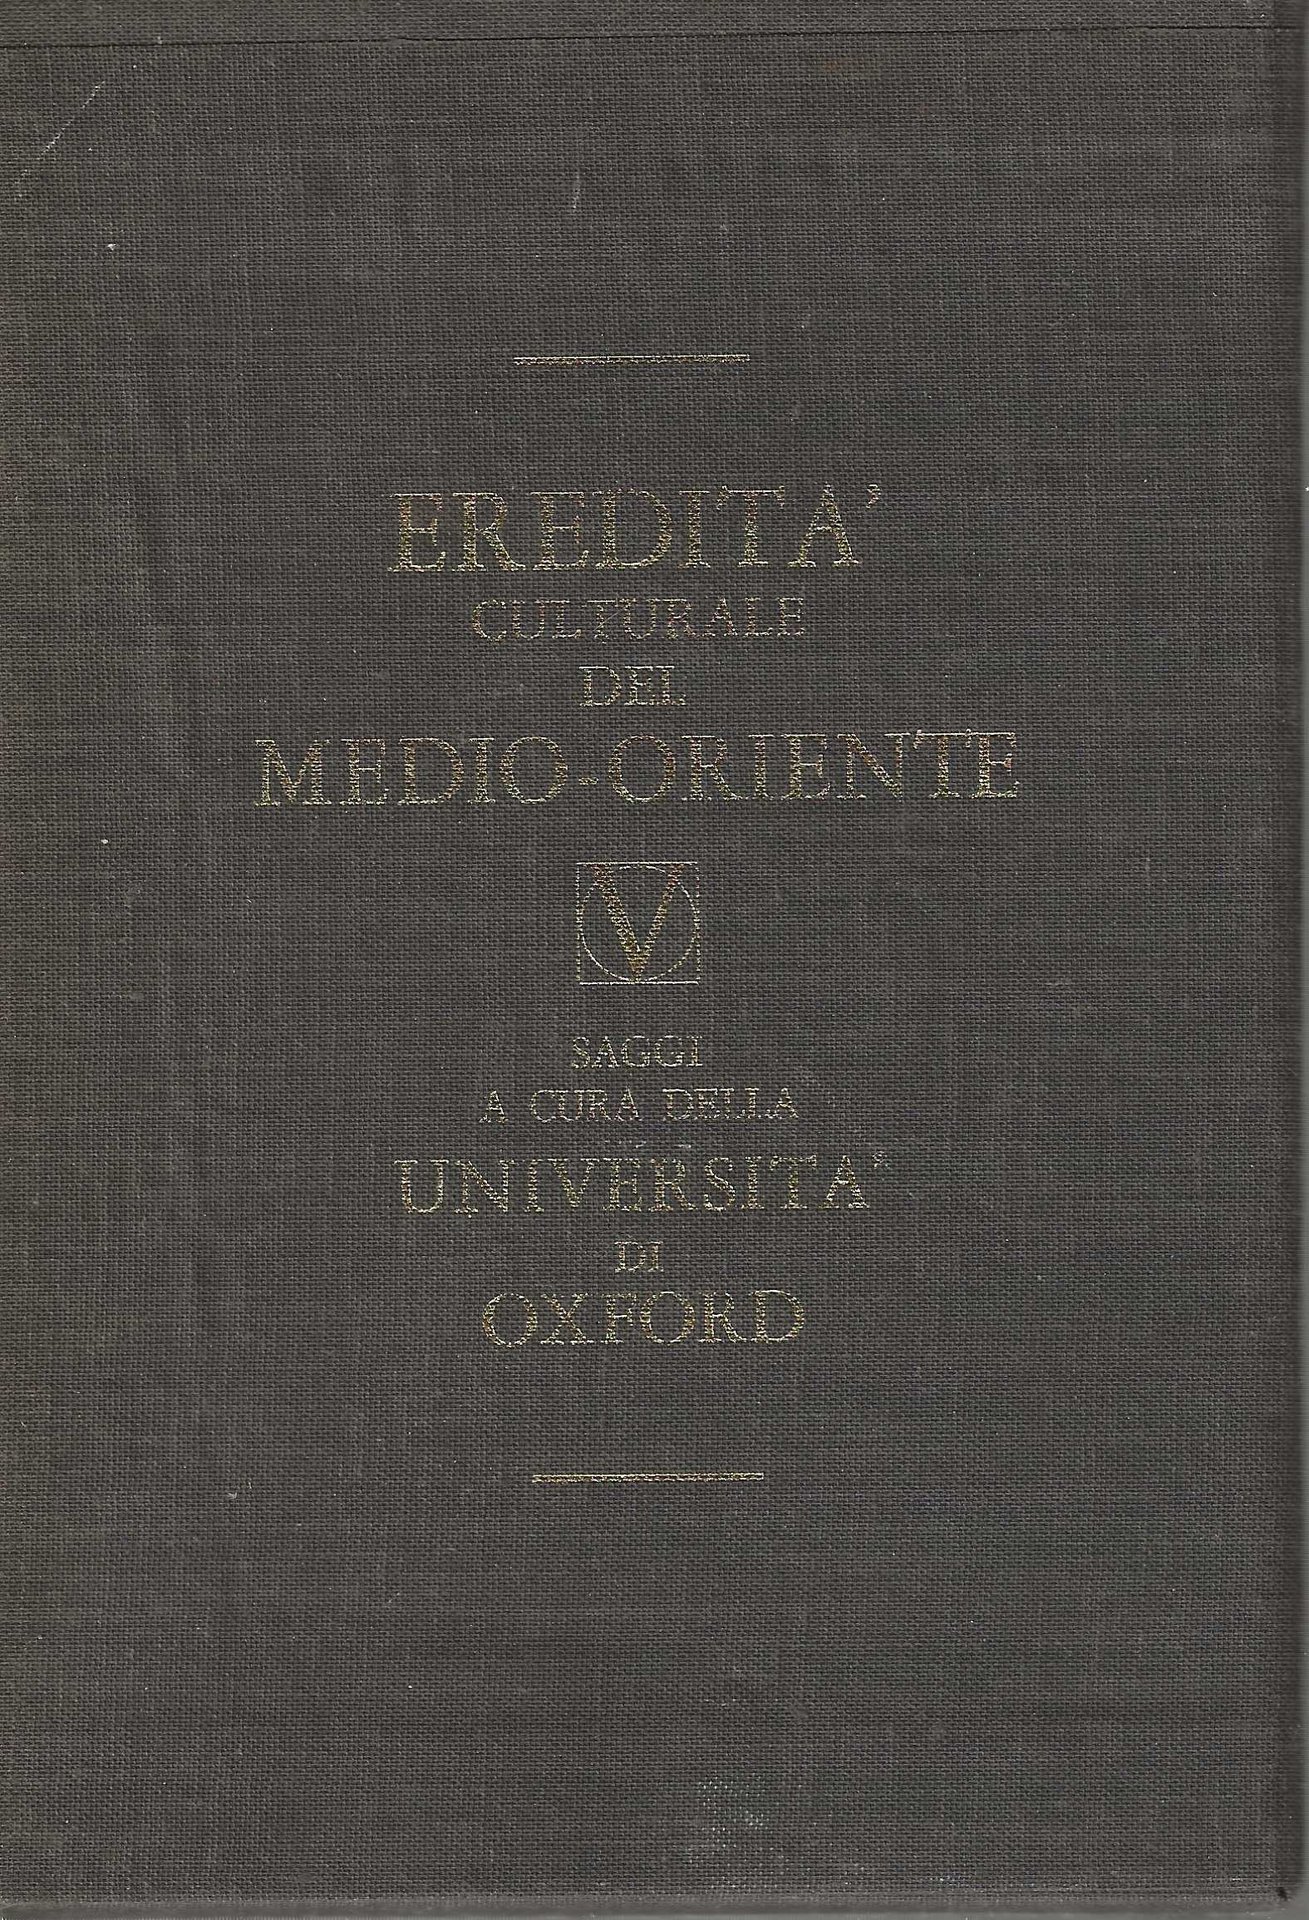 EREDITA'
CULTURALE
DEL
MEDIO-ORIENTE
V
SAGGI
A CURA DELLA
UNIVERSITA'
DI
OXFORD